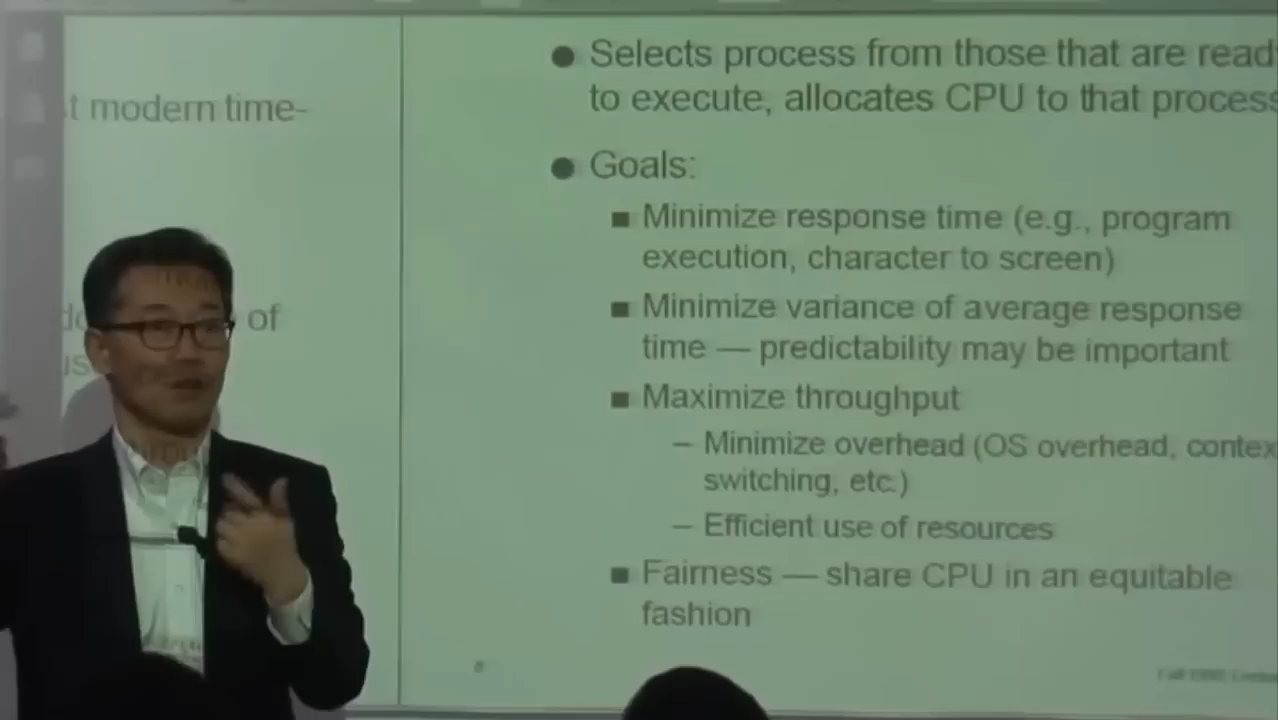 t modern time-
of
● Selects process from those that are read
to execute, allocates CPU to that process
● Goals:
■ Minimize response time (e.g., program
execution, character to screen)
■ Minimize variance of average response
time — predictability may be important
■ Maximize throughput
– Minimize overhead (OS overhead, contex
switching, etc.)
– Efficient use of resources
■ Fairness — share CPU in an equitable
fashion